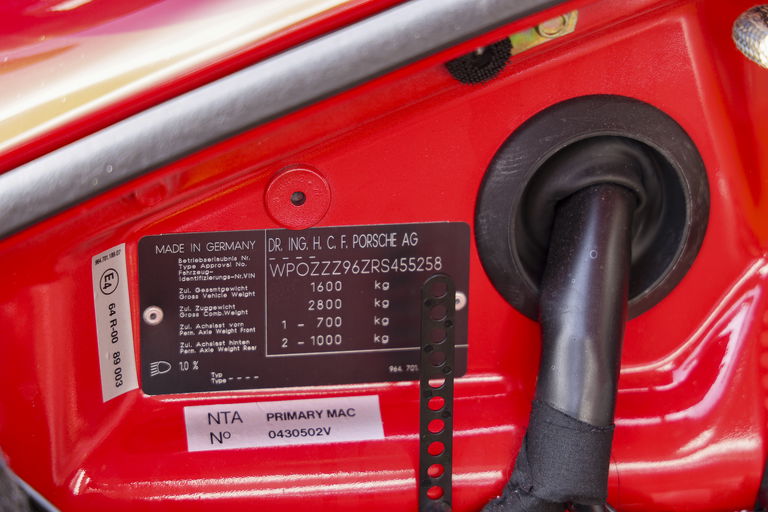 MADE IN GERMANY
DR. ING. H. C. F. PORSCHE AG
Betriebserlaubnis Nr.
Type Approval No.
- - - -
Fahrzeug-
Identifizierungs-Nr.VIN
WPOZZZ96ZRS455258
Zul. Gesamtgewicht
Gross Vehicle Weight
1600 kg
Zul. Zuggewicht
Gross Comb.Weight
2800 kg
Zul. Achslast vorn
Perm. Axle Weight Front
1 - 700 kg
Zul. Achslast hinten
Perm. Axle Weight Rear
2 - 1000 kg
1.0 %
Typ
Type - - - -
964. 701.
E4
64 R-00 89 003
NTA PRIMARY MAC
Nº 0430502V